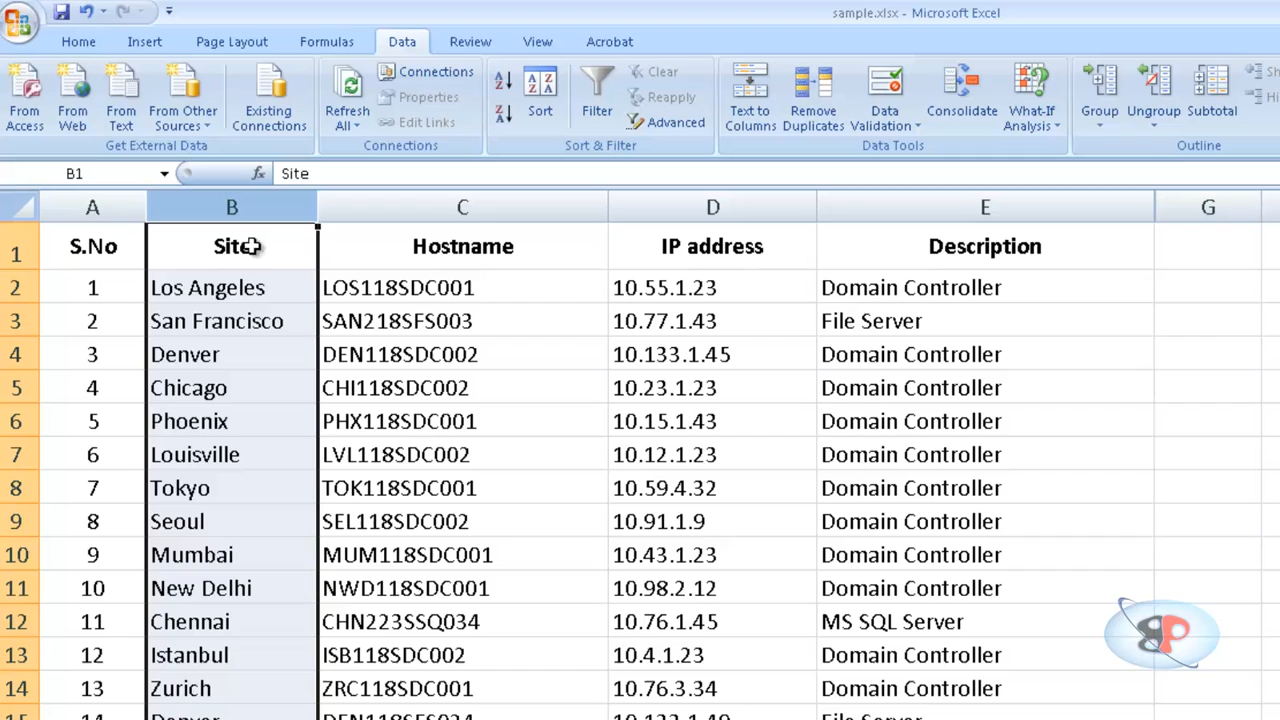 sample.xlsx - Microsoft Excel
Home Insert Page Layout Formulas Data Review View Acrobat
From Access From Web From Text From Other Sources Existing Connections
Get External Data
Refresh All Connections Properties Edit Links
Connections
Sort Filter Clear Reapply Advanced
Sort & Filter
Text to Columns Remove Duplicates Data Validation Consolidate What-If Analysis
Data Tools
Group Ungroup Subtotal
Outline
B1 fx Site
A B C D E G
1 S.No Site Hostname IP address Description
2 1 Los Angeles LOS118SDC001 10.55.1.23 Domain Controller
3 2 San Francisco SAN218SFS003 10.77.1.43 File Server
4 3 Denver DEN118SDC002 10.133.1.45 Domain Controller
5 4 Chicago CHI118SDC002 10.23.1.23 Domain Controller
6 5 Phoenix PHX118SDC001 10.15.1.43 Domain Controller
7 6 Louisville LVL118SDC002 10.12.1.23 Domain Controller
8 7 Tokyo TOK118SDC001 10.59.4.32 Domain Controller
9 8 Seoul SEL118SDC002 10.91.1.9 Domain Controller
10 9 Mumbai MUM118SDC001 10.43.1.23 Domain Controller
11 10 New Delhi NWD118SDC001 10.98.2.12 Domain Controller
12 11 Chennai CHN223SSQ034 10.76.1.45 MS SQL Server
13 12 Istanbul ISB118SDC002 10.4.1.23 Domain Controller
14 13 Zurich ZRC118SDC001 10.76.3.34 Domain Controller